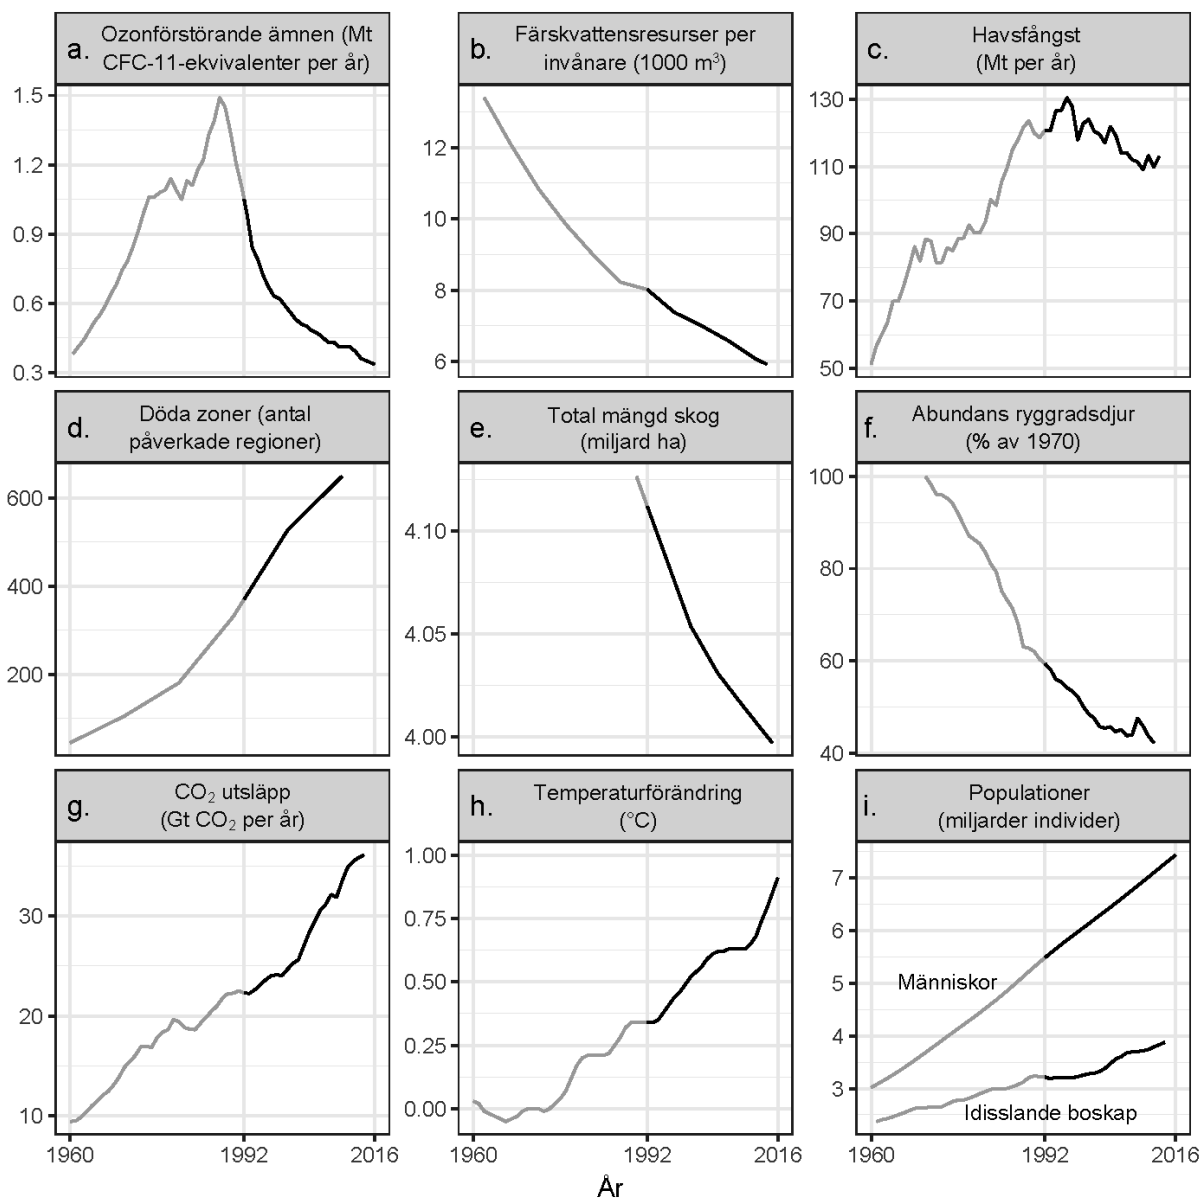 a. Ozonförstörande ämnen (Mt
CFC-11-ekvivalenter per år)
1.5
1.2
0.9
0.6
0.3
b. Färskvattensresurser per
invånare (1000 m³)
12
10
8
6
c. Havsfångst
(Mt per år)
130
110
90
70
50
d. Döda zoner (antal
påverkade regioner)
600
400
200
e. Total mängd skog
(miljard ha)
4.10
4.05
4.00
f. Abundans ryggradsdjur
(% av 1970)
100
80
60
40
g. CO₂ utsläpp
(Gt CO₂ per år)
30
20
10
1960 1992 2016
h. Temperaturförändring
(°C)
1.00
0.75
0.50
0.25
0.00
1960 1992 2016
i. Populationer
(miljarder individer)
7
6
5
4
3
Människor
Idisslande boskap
1960 1992 2016
År